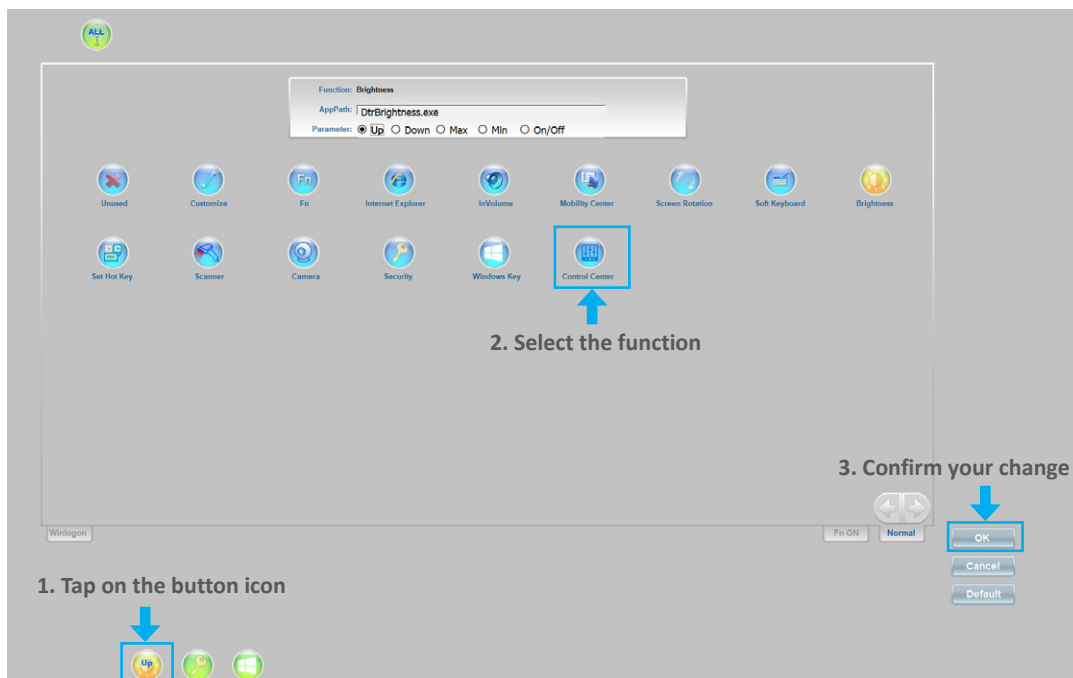 ALL
Function: Brightness
AppPath: DtrBrightness.exe
Parameter: Up Down Max Min On/Off
Unused Customize Fn Internet Explorer InVolume Mobility Center Screen Rotation Soft Keyboard Brightness
Set Hot Key Scanner Camera Security Windows Key Control Center
2. Select the function
3. Confirm your change
Winlogon Fn ON Normal OK
Cancel
Default
1. Tap on the button icon
Up